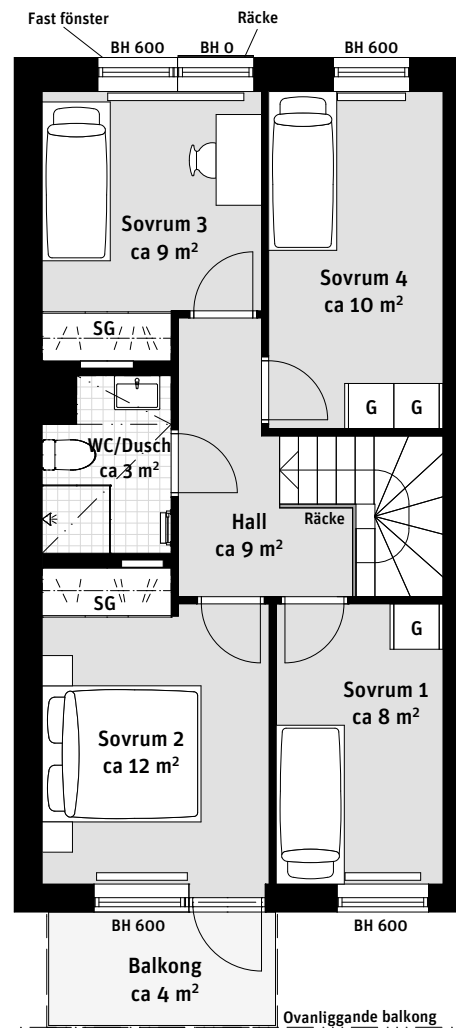 Fast fönster
Räcke
BH 600
BH 0
BH 600
Sovrum 3
ca 9 m²
Sovrum 4
ca 10 m²
SG
G
G
WC/Dusch
ca 3 m²
Hall
ca 9 m²
Räcke
SG
G
Sovrum 1
ca 8 m²
Sovrum 2
ca 12 m²
BH 600
BH 600
Balkong
ca 4 m²
Ovanliggande balkong